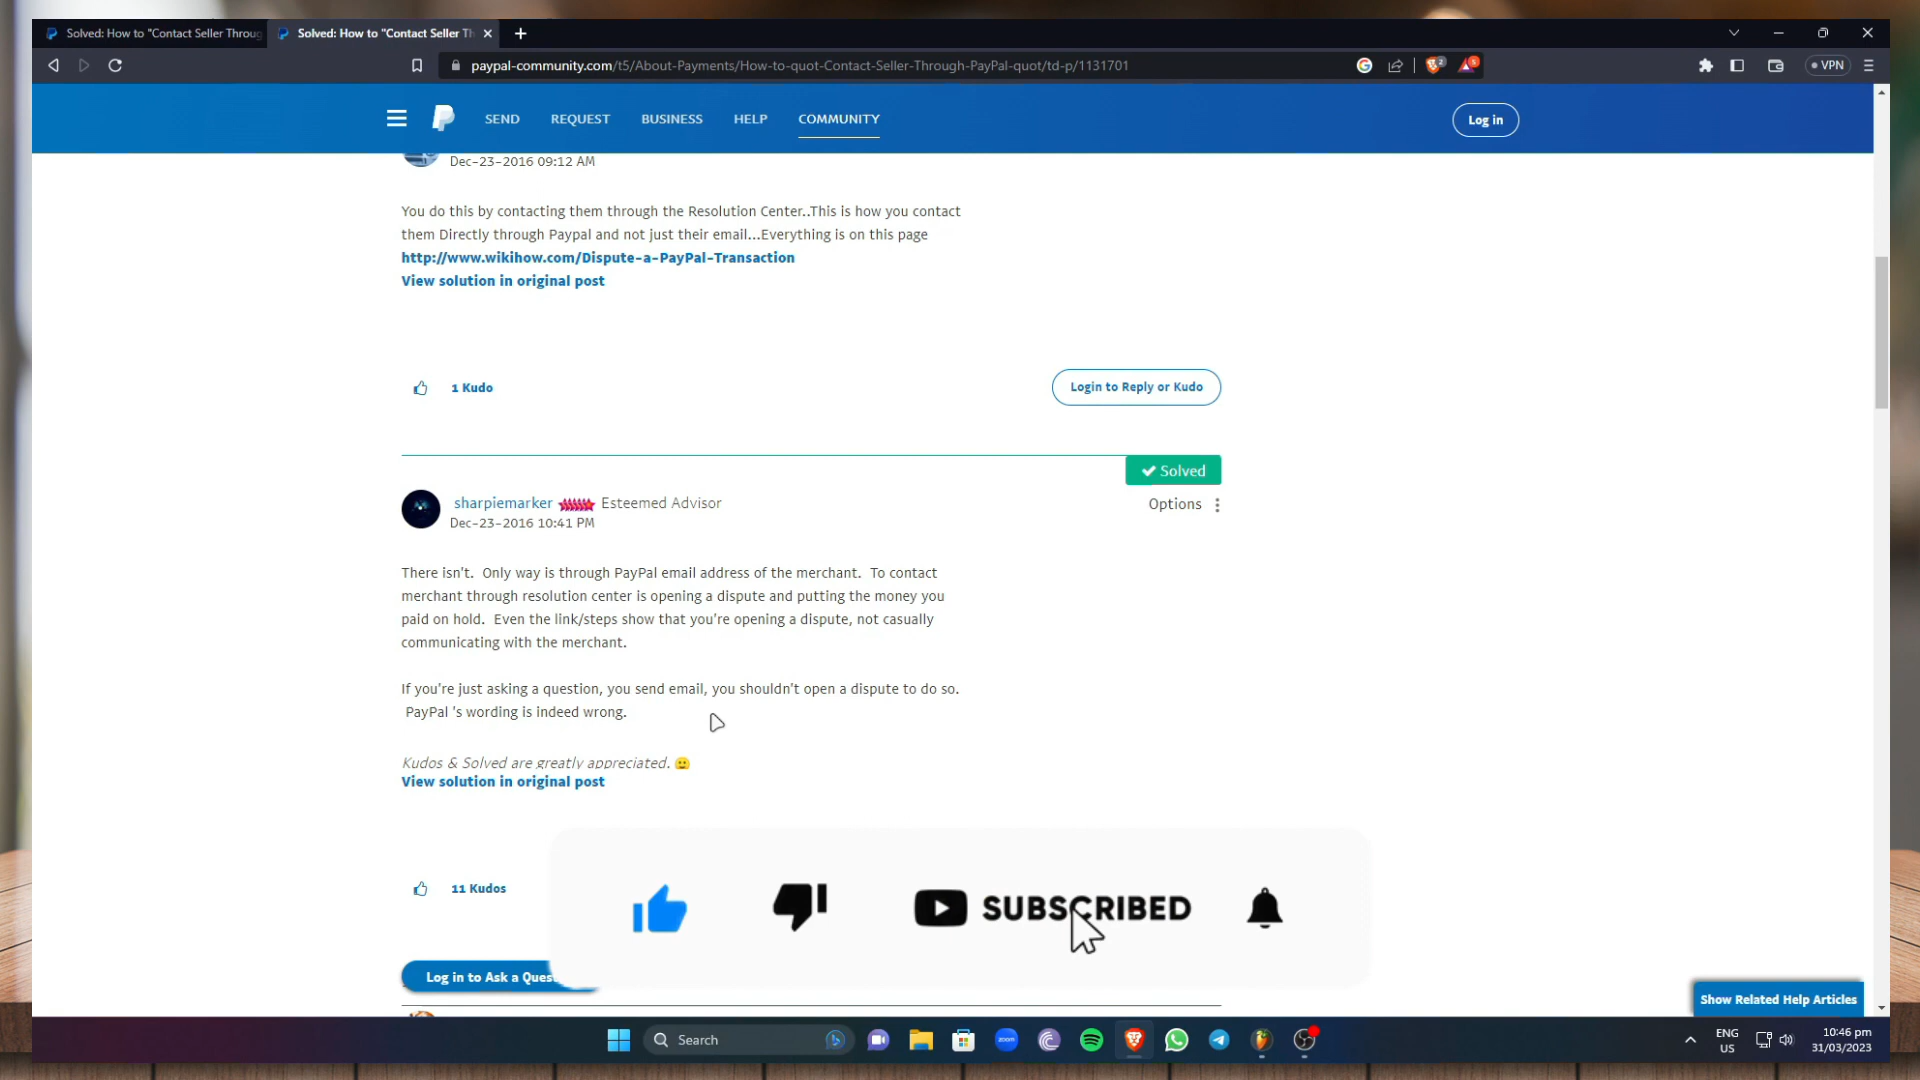 Solved: How to "Contact Seller Throug
Solved: How to "Contact Seller Th
paypal-community.com/t5/About-Payments/How-to-quot-Contact-Seller-Through-PayPal-quot/td-p/1131701
2
5
VPN
SEND
REQUEST
BUSINESS
HELP
COMMUNITY
Log in
Dec-23-2016 09:12 AM
You do this by contacting them through the Resolution Center..This is how you contact
them Directly through Paypal and not just their email...Everything is on this page
http://www.wikihow.com/Dispute-a-PayPal-Transaction
View solution in original post
1 Kudo
Login to Reply or Kudo
Solved
sharpiemarker Esteemed Advisor
Options
Dec-23-2016 10:41 PM
There isn't. Only way is through PayPal email address of the merchant. To contact
merchant through resolution center is opening a dispute and putting the money you
paid on hold. Even the link/steps show that you're opening a dispute, not casually
communicating with the merchant.
If you're just asking a question, you send email, you shouldn't open a dispute to do so.
PayPal 's wording is indeed wrong.
Kudos & Solved are greatly appreciated. 🙂
View solution in original post
11 Kudos
SUBSCRIBED
Log in to Ask a Ques
Show Related Help Articles
Search
zoom
ENG
US
10:46 pm
31/03/2023